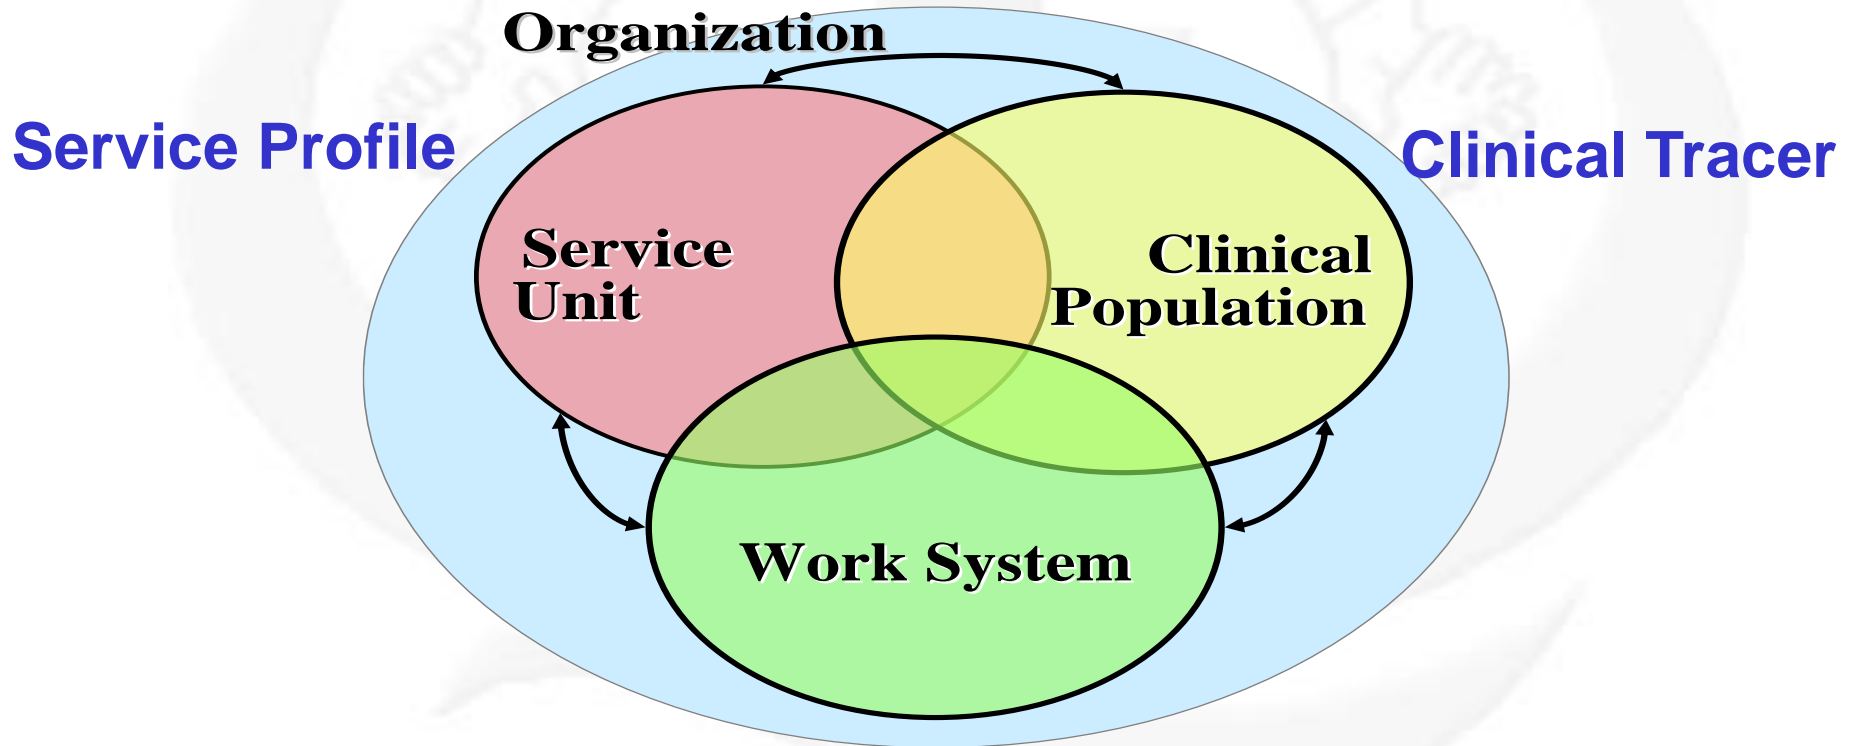 Organization
Service Profile
Clinical Tracer
Service
Unit
Clinical
Population
Work System